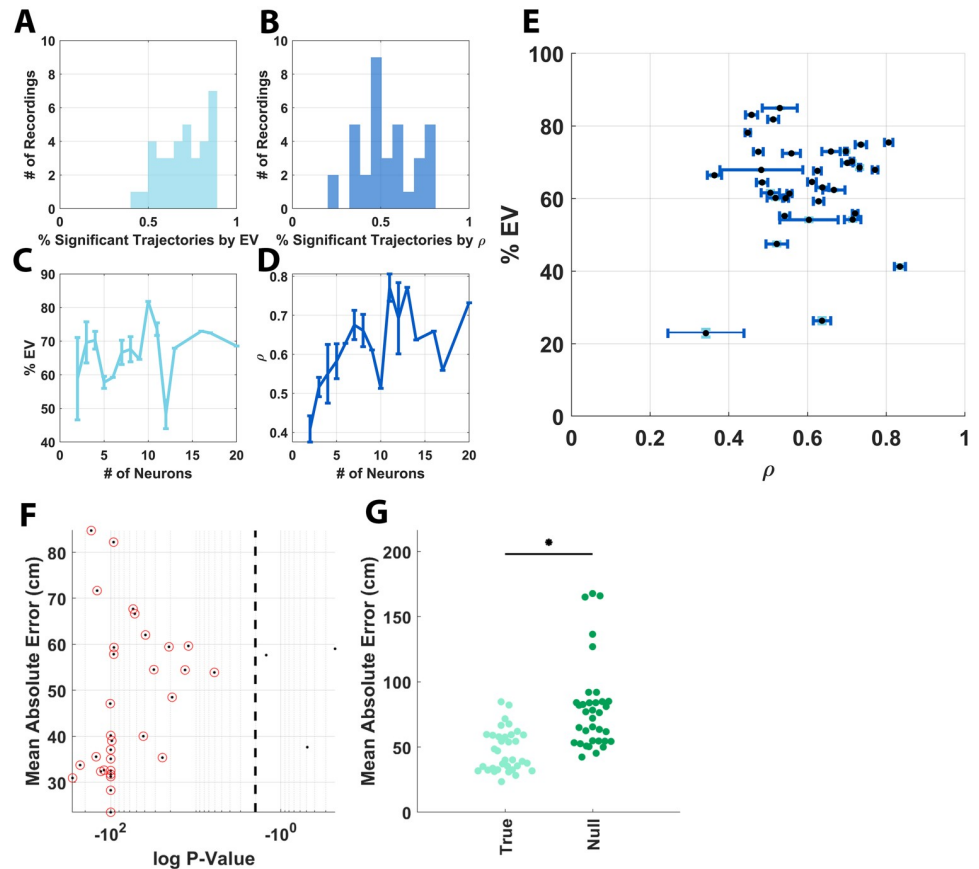 A
10
8
6
4
2
0
# of Recordings
0
0.5
1
% Significant Trajectories by EV
B
10
8
6
4
2
0
# of Recordings
0
0.5
1
% Significant Trajectories by ρ
C
90
80
70
60
50
40
% EV
0
5
10
15
20
# of Neurons
D
0.8
0.7
0.6
0.5
0.4
ρ
0
5
10
15
20
# of Neurons
E
100
80
60
40
20
0
% EV
0
0.2
0.4
0.6
0.8
1
ρ
F
80
70
60
50
40
30
Mean Absolute Error (cm)
-10²
-10⁰
log P-Value
G
*
200
150
100
50
0
Mean Absolute Error (cm)
True
Null